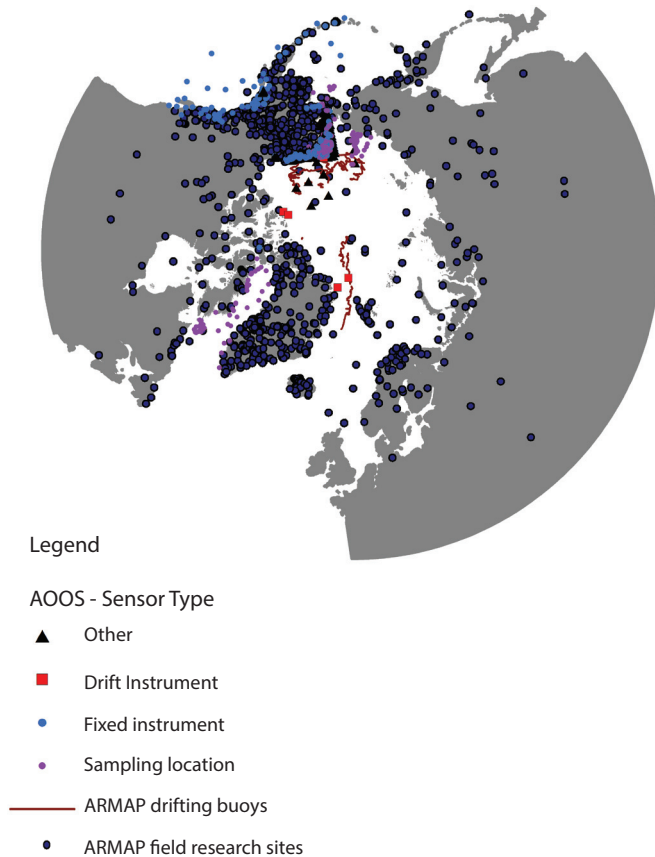 Legend
AOOS - Sensor Type
Other
Drift Instrument
Fixed instrument
Sampling location
ARMAP drifting buoys
ARMAP field research sites